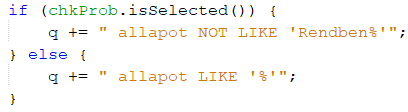 if (chkProb.isSelected()) {
    q += " allapot NOT LIKE 'Rendben%'";
} else {
    q += " allapot LIKE '%'";
}